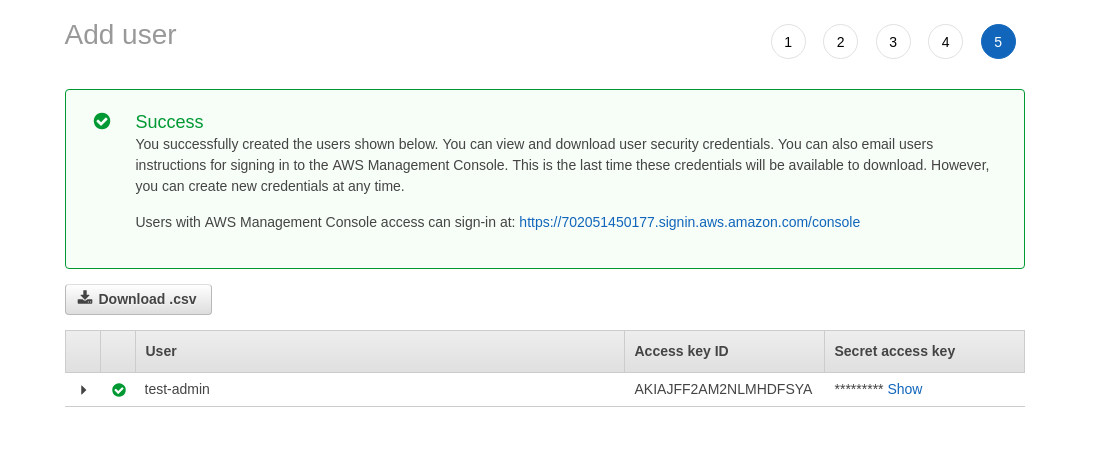 Add user
1 2 3 4 5
Success
You successfully created the users shown below. You can view and download user security credentials. You can also email users
instructions for signing in to the AWS Management Console. This is the last time these credentials will be available to download. However,
you can create new credentials at any time.
Users with AWS Management Console access can sign-in at: https://702051450177.signin.aws.amazon.com/console
Download .csv
User Access key ID Secret access key
test-admin AKIAJFF2AM2NLMHDFSYA ********* Show